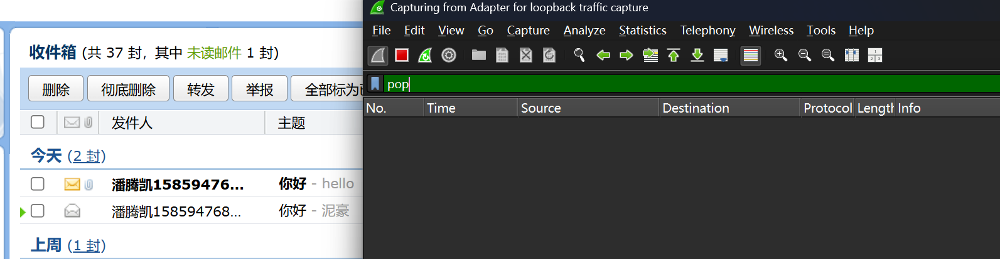 收件箱 (共 37 封，其中 未读邮件 1 封)
删除 彻底删除 转发 举报 全部标为
发件人 主题
今天 (2 封)
潘腾凯15859476... 你好 - hello
潘腾凯158594768... 你好 - 泥豪
上周 (1 封)
Capturing from Adapter for loopback traffic capture
File Edit View Go Capture Analyze Statistics Telephony Wireless Tools Help
pop
No. Time Source Destination Protocol Length Info